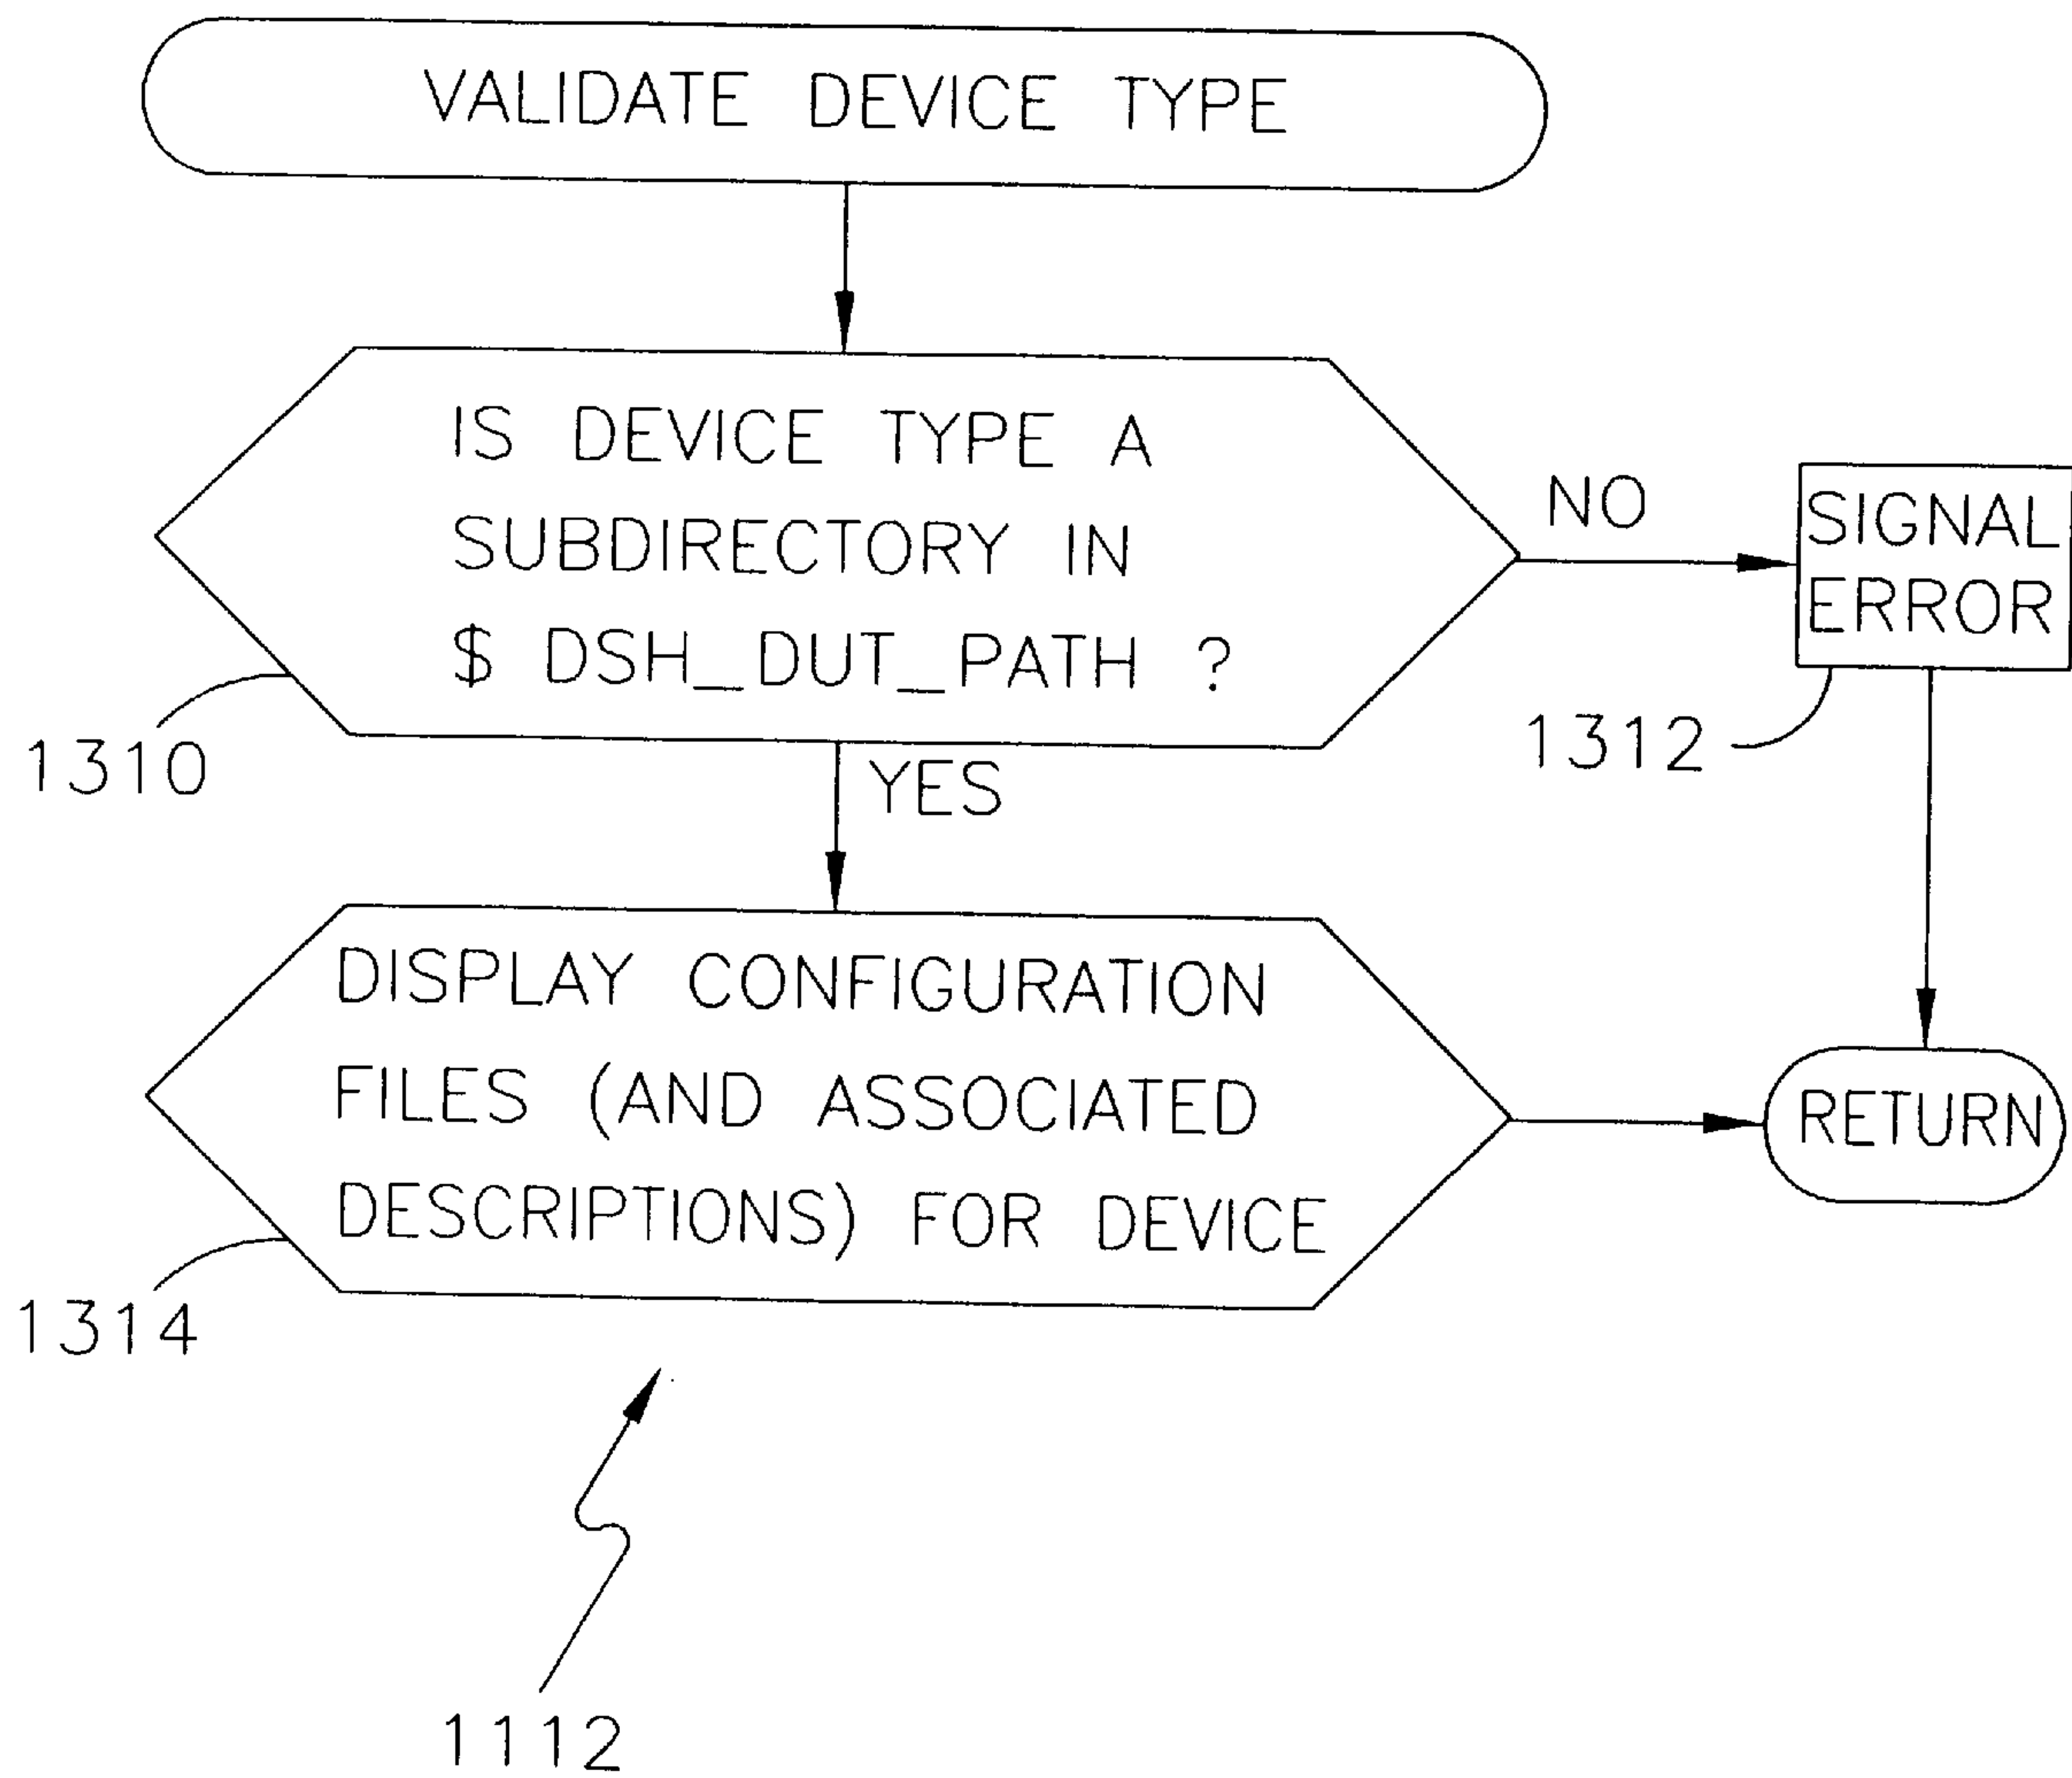 VALIDATE DEVICE TYPE
IS DEVICE TYPE A
SUBDIRECTORY IN
$ DSH_DUT_PATH ?
NO
SIGNAL
ERROR
1310
1312
YES
DISPLAY CONFIGURATION
FILES (AND ASSOCIATED
DESCRIPTIONS) FOR DEVICE
RETURN
1314
1112